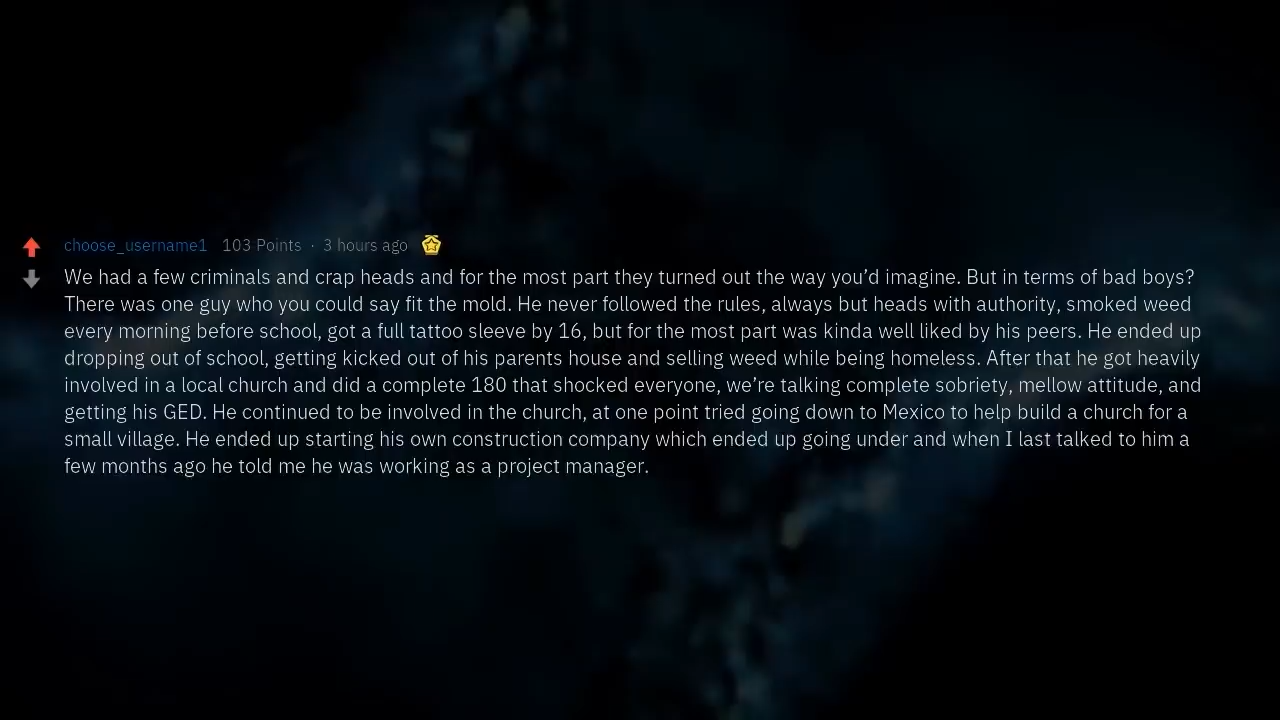 choose_username1 103 Points · 3 hours ago
We had a few criminals and crap heads and for the most part they turned out the way you’d imagine. But in terms of bad boys?
There was one guy who you could say fit the mold. He never followed the rules, always but heads with authority, smoked weed
every morning before school, got a full tattoo sleeve by 16, but for the most part was kinda well liked by his peers. He ended up
dropping out of school, getting kicked out of his parents house and selling weed while being homeless. After that he got heavily
involved in a local church and did a complete 180 that shocked everyone, we’re talking complete sobriety, mellow attitude, and
getting his GED. He continued to be involved in the church, at one point tried going down to Mexico to help build a church for a
small village. He ended up starting his own construction company which ended up going under and when I last talked to him a
few months ago he told me he was working as a project manager.